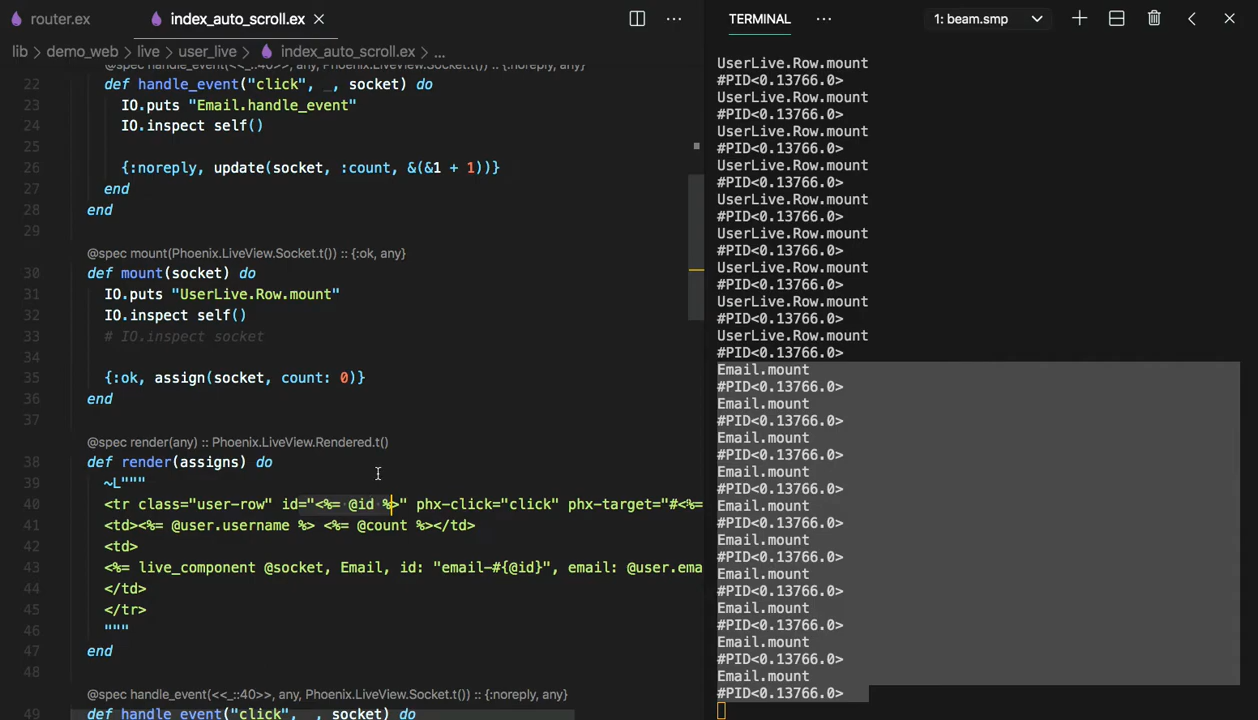 router.ex
index_auto_scroll.ex
lib > demo_web > live > user_live > index_auto_scroll.ex > ...
@spec handle_event(<<_::40>>, any, Phoenix.LiveView.Socket.t()) :: {:noreply, any}
22 def handle_event("click", _, socket) do
23 IO.puts "Email.handle_event"
24 IO.inspect self()
25
26 {:noreply, update(socket, :count, &(&1 + 1))}
27 end
28 end
29
@spec mount(Phoenix.LiveView.Socket.t()) :: {:ok, any}
30 def mount(socket) do
31 IO.puts "UserLive.Row.mount"
32 IO.inspect self()
33 # IO.inspect socket
34
35 {:ok, assign(socket, count: 0)}
36 end
37
@spec render(any) :: Phoenix.LiveView.Rendered.t()
38 def render(assigns) do
39 ~L"""
40 <tr class="user-row" id="<%= @id %>" phx-click="click" phx-target="#<%=
41 <td><%= @user.username %> <%= @count %></td>
42 <td>
43 <%= live_component @socket, Email, id: "email-#{@id}", email: @user.ema
44 </td>
45 </tr>
46 """
47 end
48
@spec handle_event(<<_::40>>, any, Phoenix.LiveView.Socket.t()) :: {:noreply, any}
49 def handle_event("click", _, socket) do
TERMINAL
...
1: beam.smp
UserLive.Row.mount
#PID<0.13766.0>
UserLive.Row.mount
#PID<0.13766.0>
UserLive.Row.mount
#PID<0.13766.0>
UserLive.Row.mount
#PID<0.13766.0>
UserLive.Row.mount
#PID<0.13766.0>
UserLive.Row.mount
#PID<0.13766.0>
UserLive.Row.mount
#PID<0.13766.0>
UserLive.Row.mount
#PID<0.13766.0>
UserLive.Row.mount
#PID<0.13766.0>
Email.mount
#PID<0.13766.0>
Email.mount
#PID<0.13766.0>
Email.mount
#PID<0.13766.0>
Email.mount
#PID<0.13766.0>
Email.mount
#PID<0.13766.0>
Email.mount
#PID<0.13766.0>
Email.mount
#PID<0.13766.0>
Email.mount
#PID<0.13766.0>
Email.mount
#PID<0.13766.0>
Email.mount
#PID<0.13766.0>